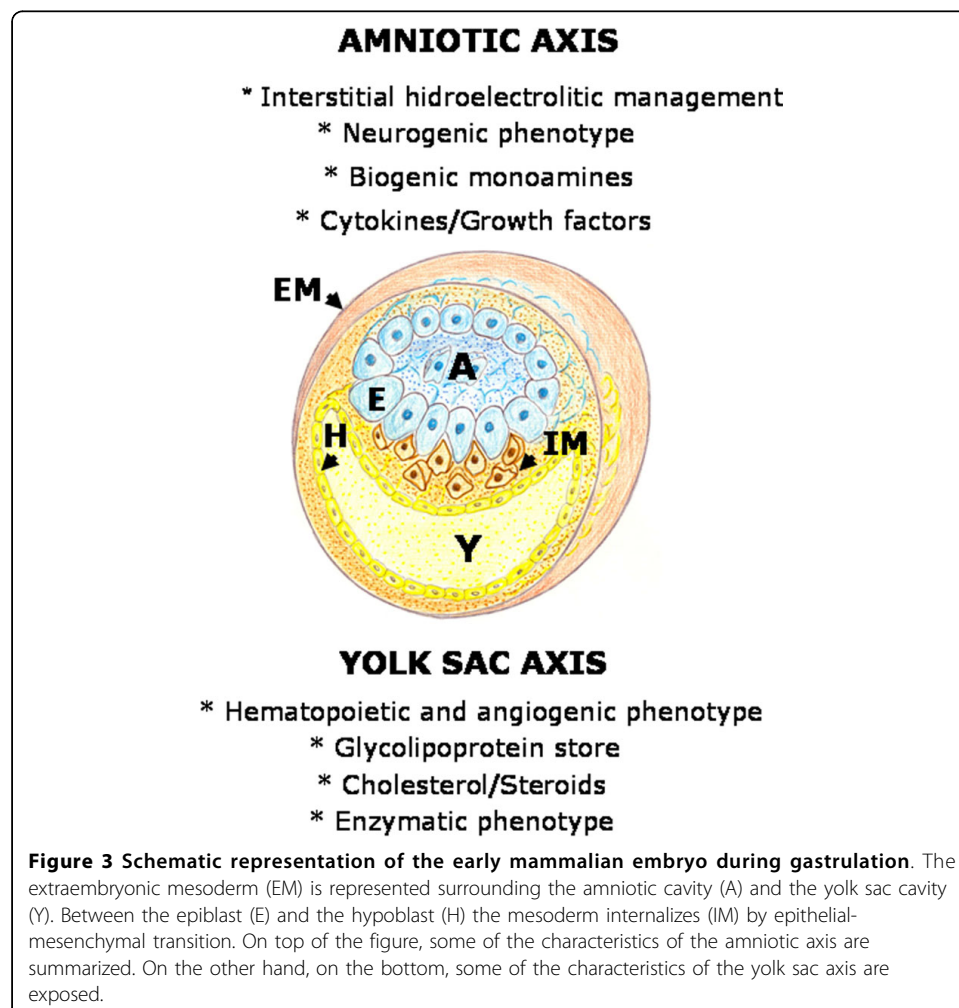 AMNIOTIC AXIS
* Interstitial hidroelectrolitic management
* Neurogenic phenotype
* Biogenic monoamines
* Cytokines/Growth factors
EM
A
E
H
IM
Y
YOLK SAC AXIS
* Hematopoietic and angiogenic phenotype
* Glycolipoprotein store
* Cholesterol/Steroids
* Enzymatic phenotype
Figure 3 Schematic representation of the early mammalian embryo during gastrulation. The
extraembryonic mesoderm (EM) is represented surrounding the amniotic cavity (A) and the yolk sac cavity
(Y). Between the epiblast (E) and the hypoblast (H) the mesoderm internalizes (IM) by epithelial-
mesenchymal transition. On top of the figure, some of the characteristics of the amniotic axis are
summarized. On the other hand, on the bottom, some of the characteristics of the yolk sac axis are
exposed.